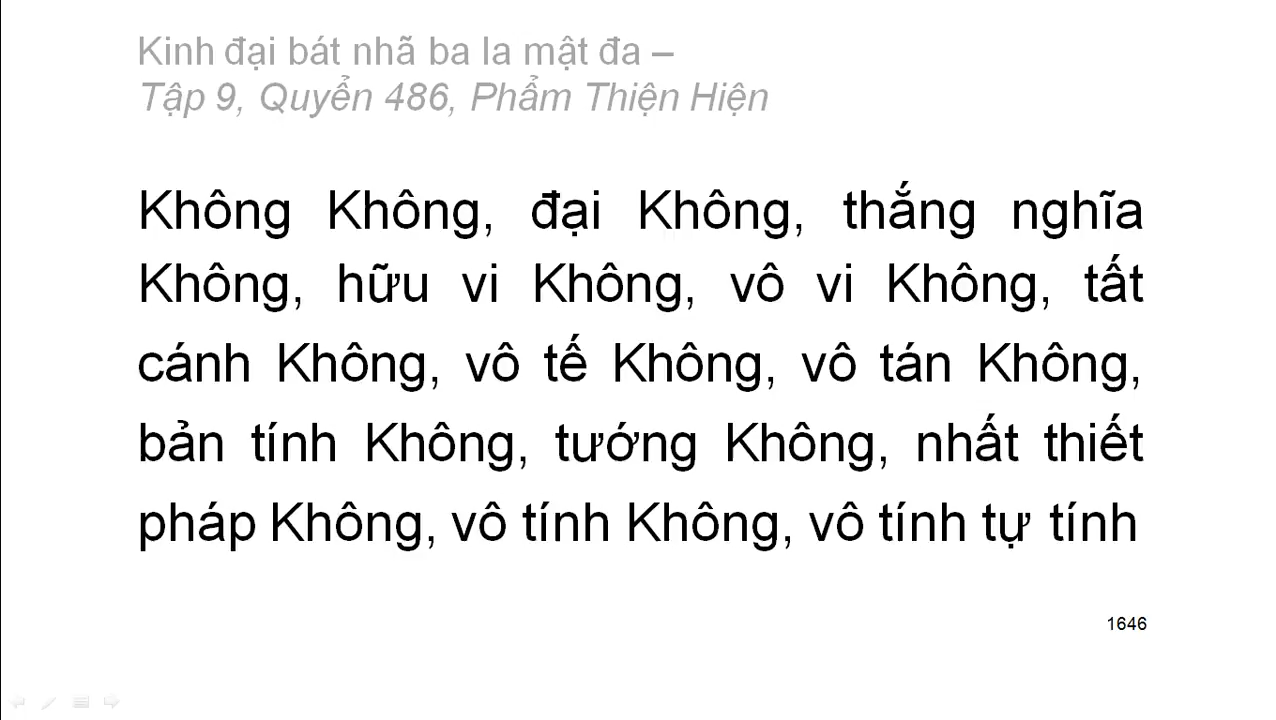 Kinh đại bát nhã ba la mật đa –
Tập 9, Quyển 486, Phẩm Thiện Hiện
Không Không, đại Không, thắng nghĩa
Không, hữu vi Không, vô vi Không, tất
cánh Không, vô tế Không, vô tán Không,
bản tính Không, tướng Không, nhất thiết
pháp Không, vô tính Không, vô tính tự tính
1646